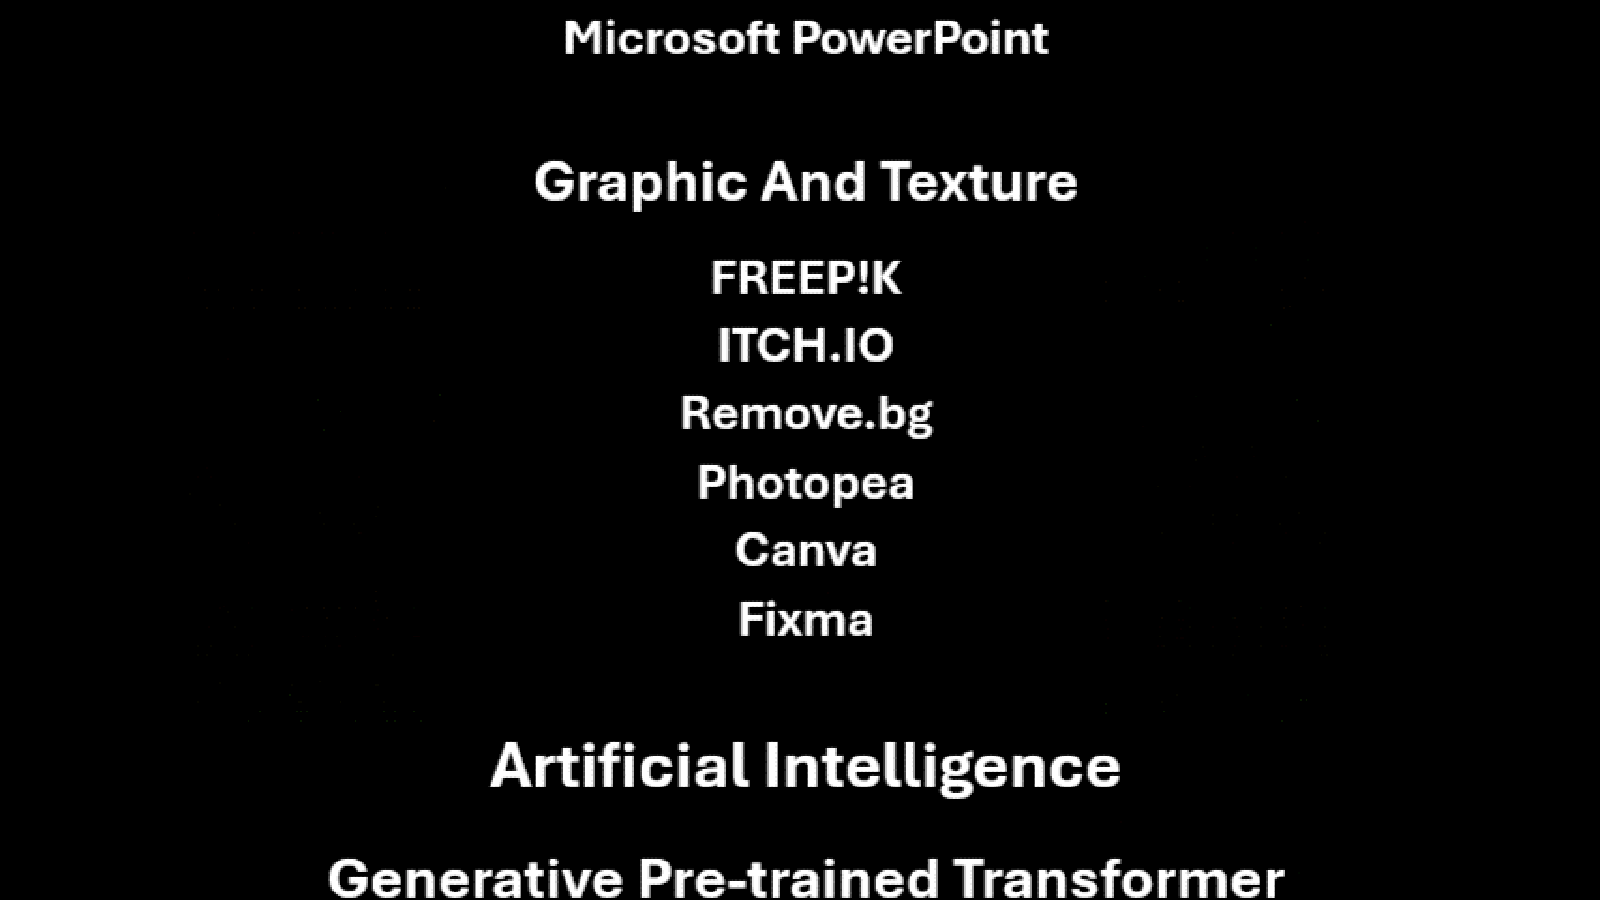 Microsoft PowerPoint
Graphic And Texture
FREEP!K
ITCH.IO
Remove.bg
Photopea
Canva
Fixma
Artificial Intelligence
Generative Pre-trained Transformer